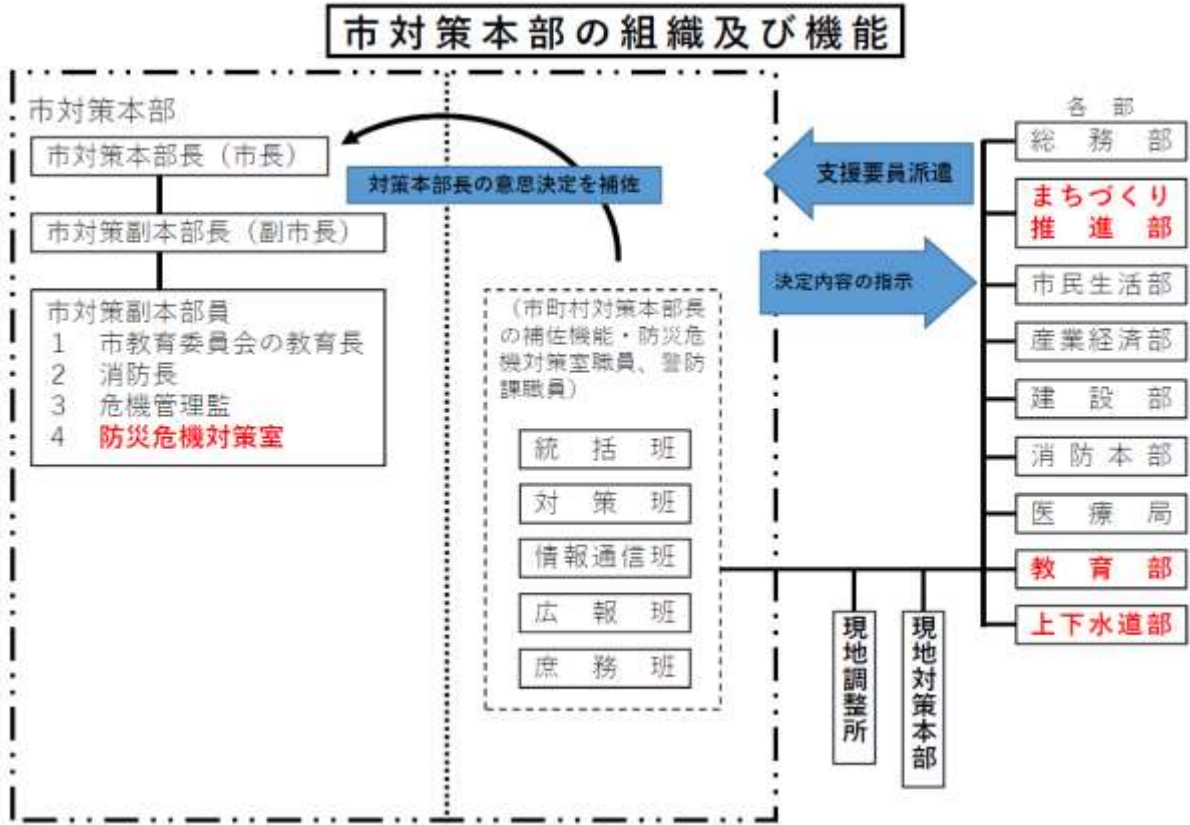 市対策本部の組織及び機能
市対策本部
市対策本部長（市長）
市対策副本部長（副市長）
市対策副本部員
1 市教育委員会の教育長
2 消防長
3 危機管理監
4 防災危機対策室
対策本部長の意思決定を補佐
（市町村対策本部長
の補佐機能・防災危
機対策室職員、警防
課職員）
統括班
対策班
情報通信班
広報班
庶務班
支援要員派遣
決定内容の指示
現地調整所
現地対策本部
各部
総務部
まちづくり
推進部
市民生活部
産業経済部
建設部
消防本部
医療局
教育部
上下水道部